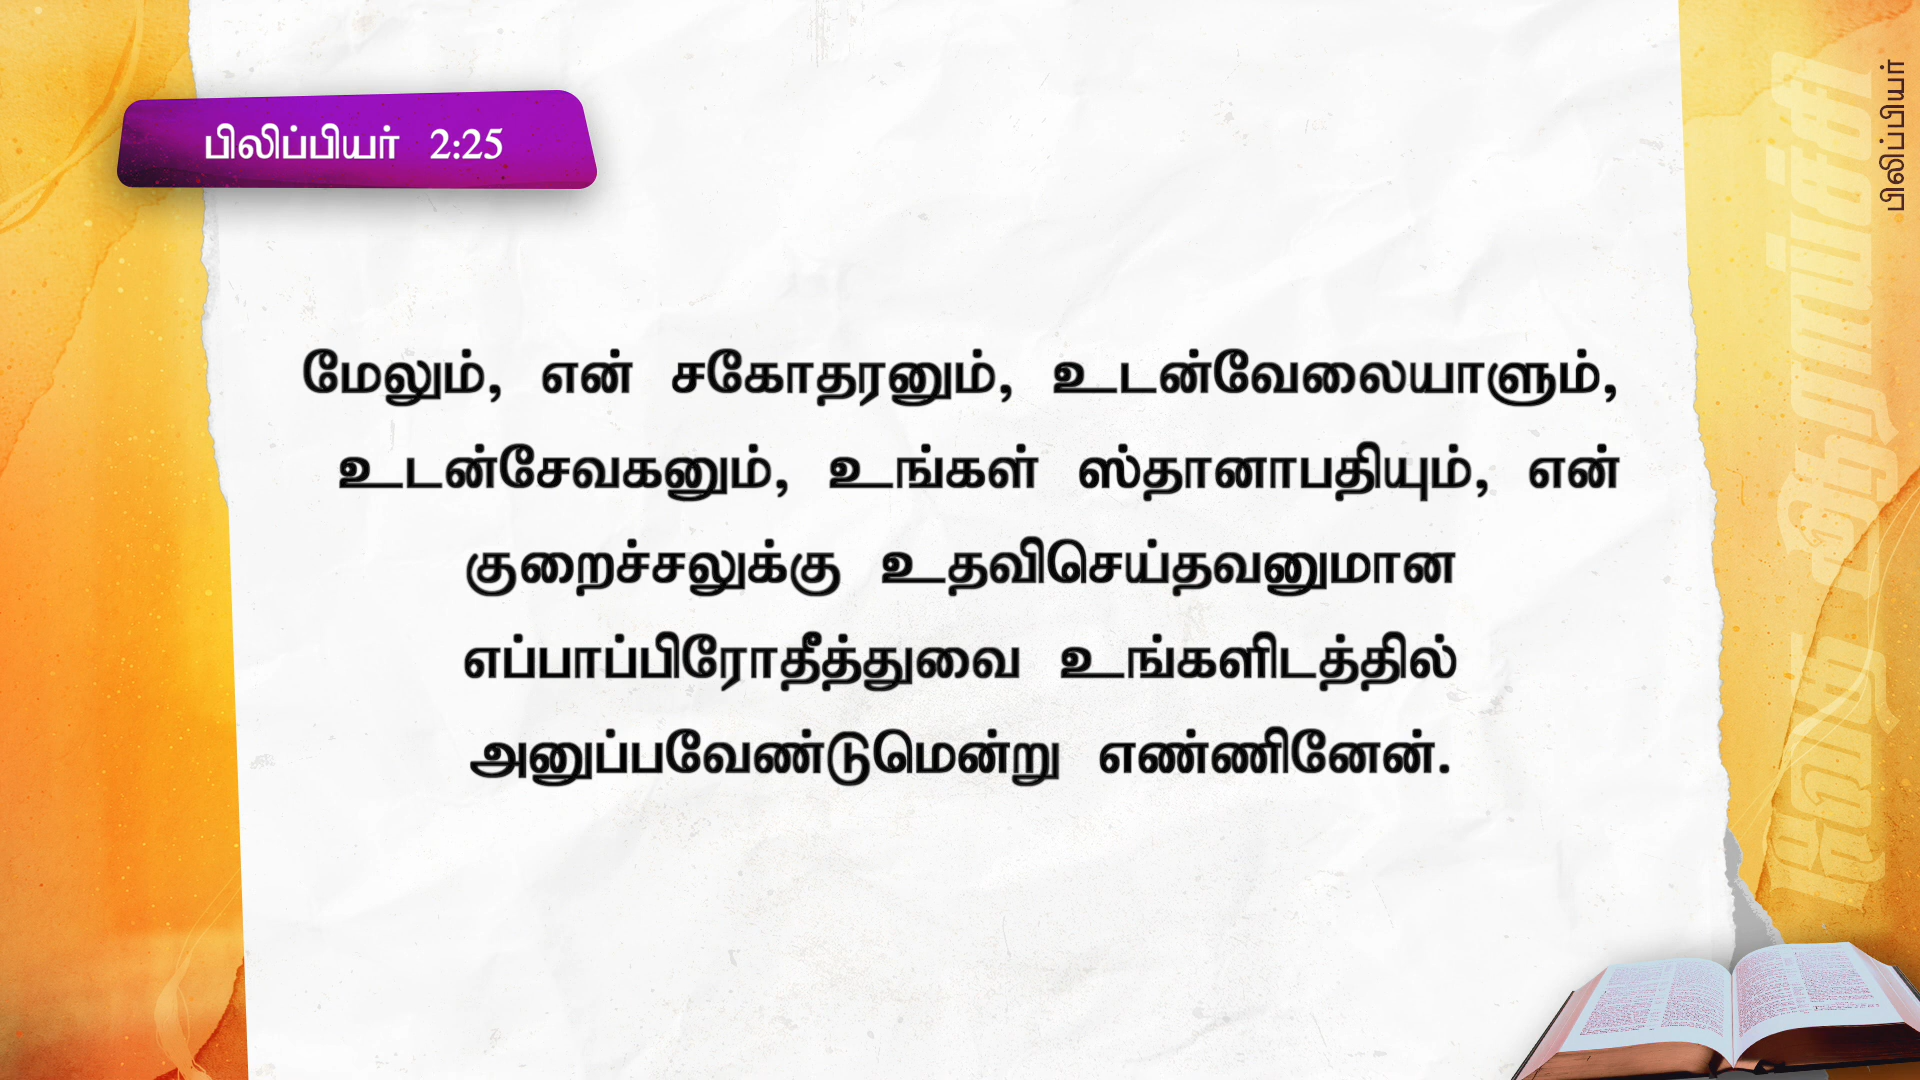 பிலிப்பியர் 2:25
மேலும், என் சகோதரனும், உடன்வேலையாளும்,
உடன்சேவகனும், உங்கள் ஸ்தானாபதியும், என்
குறைச்சலுக்கு உதவிசெய்தவனுமான
எப்பாப்பிரோதீத்துவை உங்களிடத்தில்
அனுப்பவேண்டுமென்று எண்ணினேன்.
பிலிப்பியர்
வேத ஆராய்ச்சி